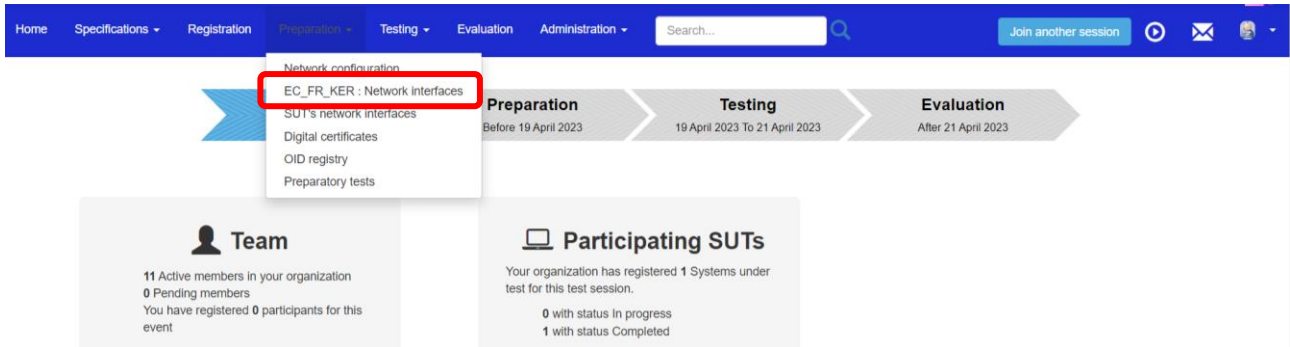 Home Specifications Registration Preparation Testing Evaluation Administration Search... Join another session
Network configuration
EC_FR_KER : Network interfaces
SUT's network interfaces
Digital certificates
OID registry
Preparatory tests
Preparation
Before 19 April 2023
Testing
19 April 2023 To 21 April 2023
Evaluation
After 21 April 2023
Team
11 Active members in your organization
0 Pending members
You have registered 0 participants for this
event
Participating SUTs
Your organization has registered 1 Systems under
test for this test session.
0 with status In progress
1 with status Completed